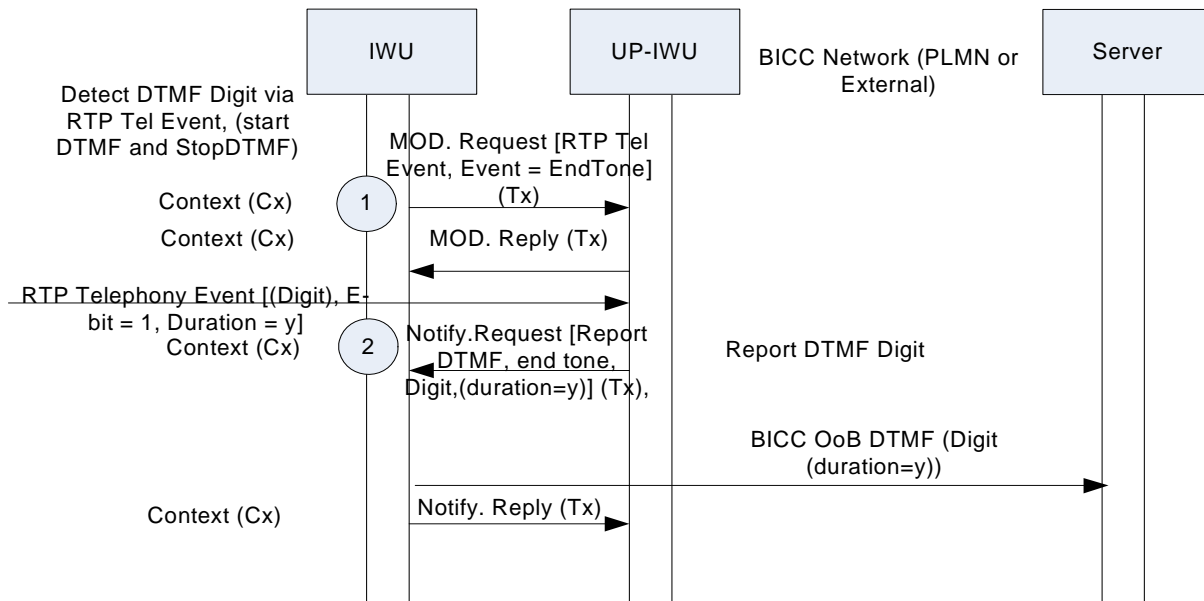 IWU
UP-IWU
BICC Network (PLMN or
External)
Server
Detect DTMF Digit via
RTP Tel Event, (start
DTMF and StopDTMF)
MOD. Request [RTP Tel
Event, Event = EndTone]
(Tx)
Context (Cx)
1
Context (Cx)
MOD. Reply (Tx)
RTP Telephony Event [(Digit), E-
bit = 1, Duration = y]
Context (Cx)
2
Notify.Request [Report
DTMF, end tone,
Digit,(duration=y)] (Tx),
Report DTMF Digit
BICC OoB DTMF (Digit
(duration=y))
Context (Cx)
Notify. Reply (Tx)